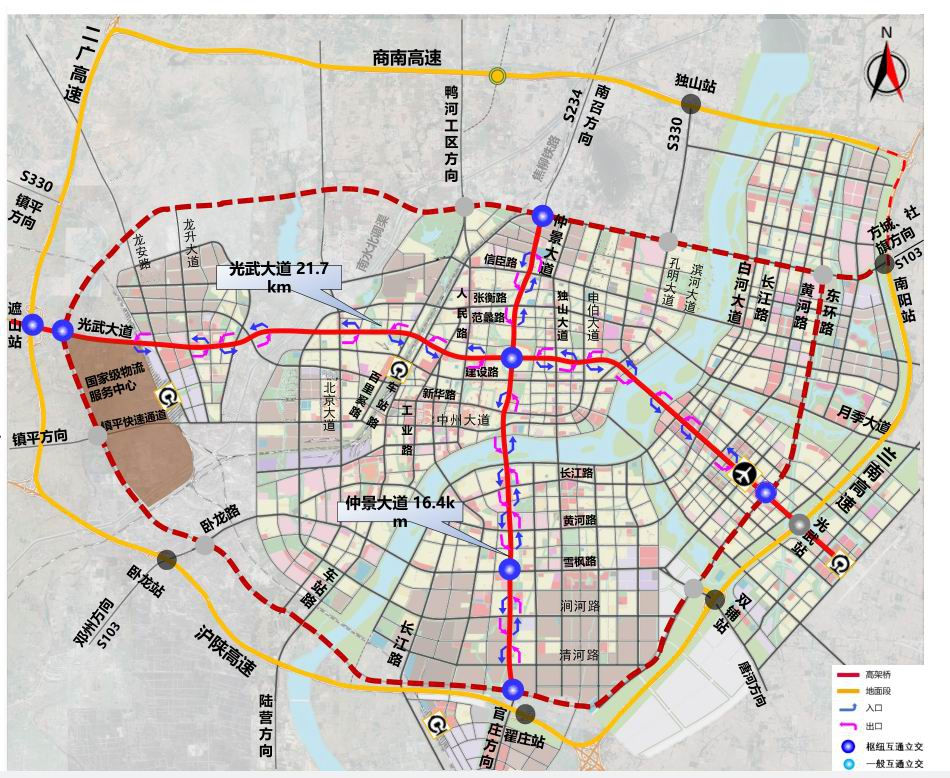 二广高速
商南高速
独山站
N
鸭河工区方向
S234
南召方向
S330
焦柳铁路
S330
镇平方向
龙安路
龙升大道
南水北调渠
仲景大道
方城、社旗方向
S103
光武大道 21.7km
信臣路
人民路
张衡路
范蠡路
独山大道
申伯大道
孔明大道
滨河大道
白河大道
长江路
黄河路
东环路
南阳站
遮山站
光武大道
国家级物流服务中心
建设路
北京大道
百里奚路
车站路
新华路
工业路
中州大道
镇平快速通道
镇平方向
月季大道
兰南高速
长江路
仲景大道 16.4km
黄河路
光武站
卧龙路
雪枫路
卧龙站
车站路
涧河路
双铺站
邓州方向
S103
长江路
清河路
沪陕高速
唐河方向
陆营方向
官庄方向
翟庄站
高架桥
地面段
入口
出口
枢纽互通立交
一般互通立交